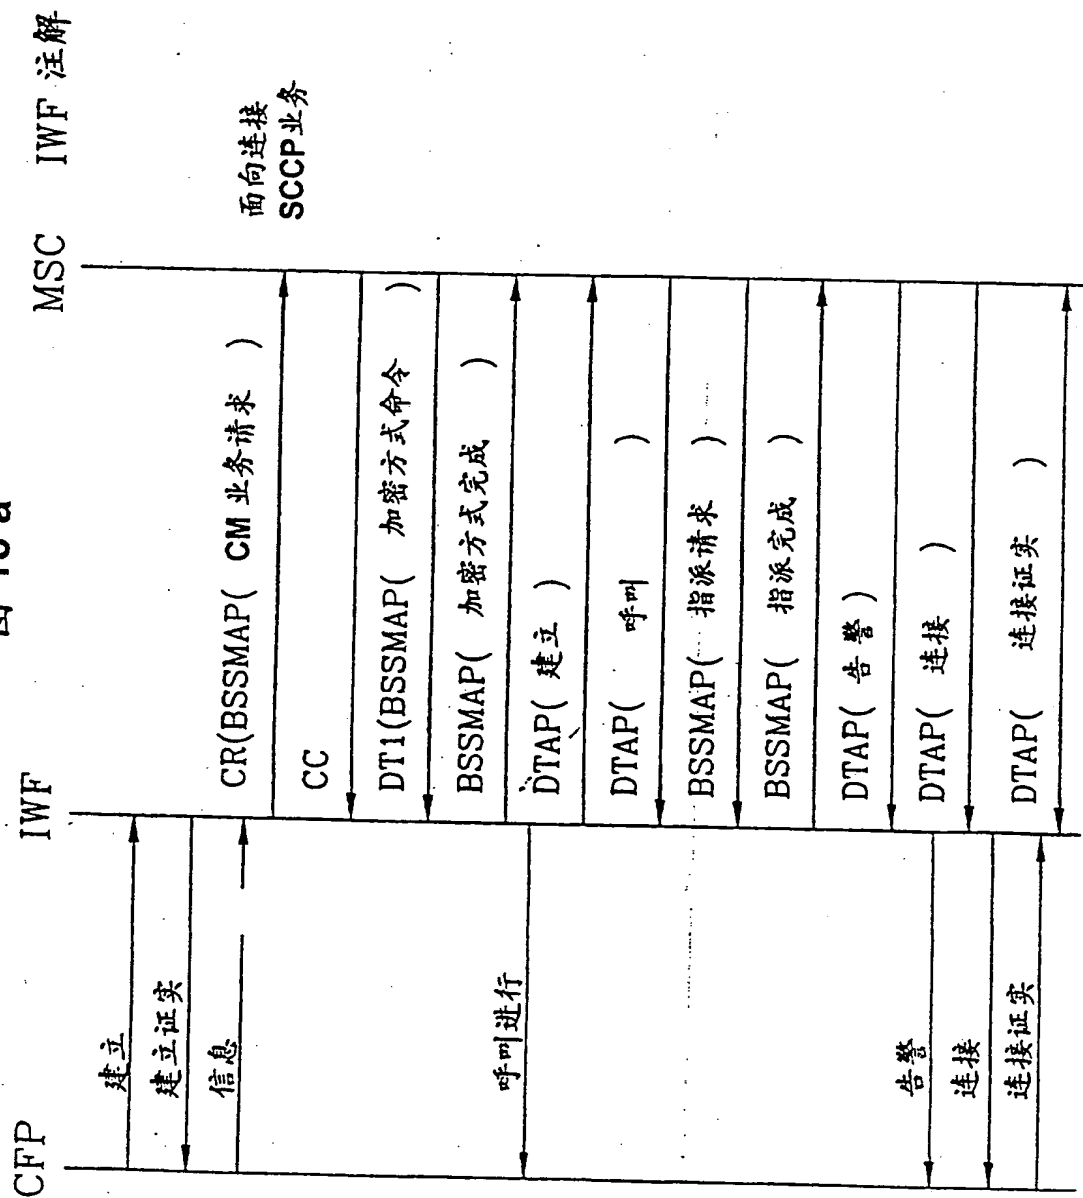 图 10 a
CFP
IWF
MSC
IWF 注解
建立
建立证实
信息
CR(BSSMAP( CM 业务请求 )
面向连接
SCCP业务
CC
DT1(BSSMAP( 加密方式命令 )
BSSMAP( 加密方式完成 )
DTAP( 建立 )
呼叫进行
DTAP( 呼叫 )
BSSMAP( 指派请求 )
BSSMAP( 指派完成 )
DTAP( 告警 )
告警
DTAP( 连接 )
连接
DTAP( 连接证实 )
连接证实